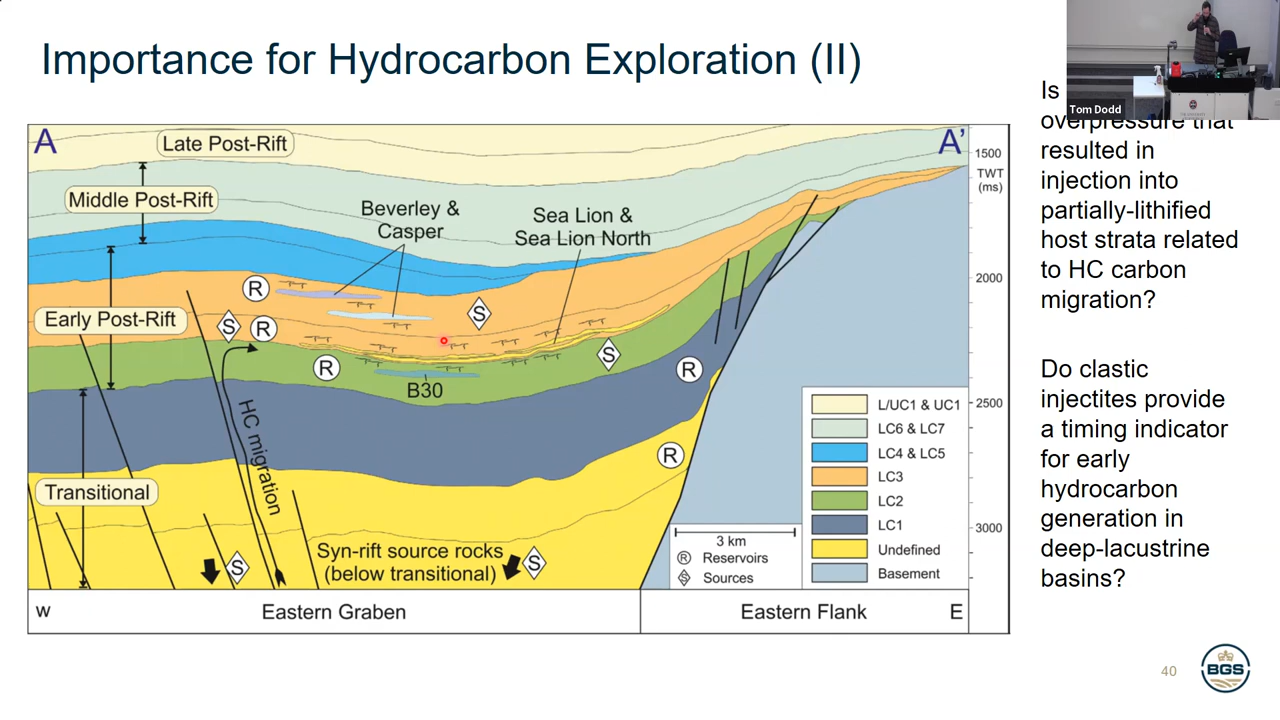 Importance for Hydrocarbon Exploration (II)
Tom Dodd
A
A'
Late Post-Rift
Middle Post-Rift
Beverley &
Casper
Sea Lion &
Sea Lion North
1500
TWT
(ms)
2000
R
S
Early Post-Rift
S
R
R
S
R
B30
HC migration
2500
R
Transitional
3000
Syn-rift source rocks
(below transitional)
S
S
L/UC1 & UC1
LC6 & LC7
LC4 & LC5
LC3
LC2
LC1
Undefined
Basement
3 km
R Reservoirs
S Sources
W
Eastern Graben
Eastern Flank
E
Is
overpressure that
resulted in
injection into
partially-lithified
host strata related
to HC carbon
migration?
Do clastic
injectites provide
a timing indicator
for early
hydrocarbon
generation in
deep-lacustrine
basins?
40
BGS